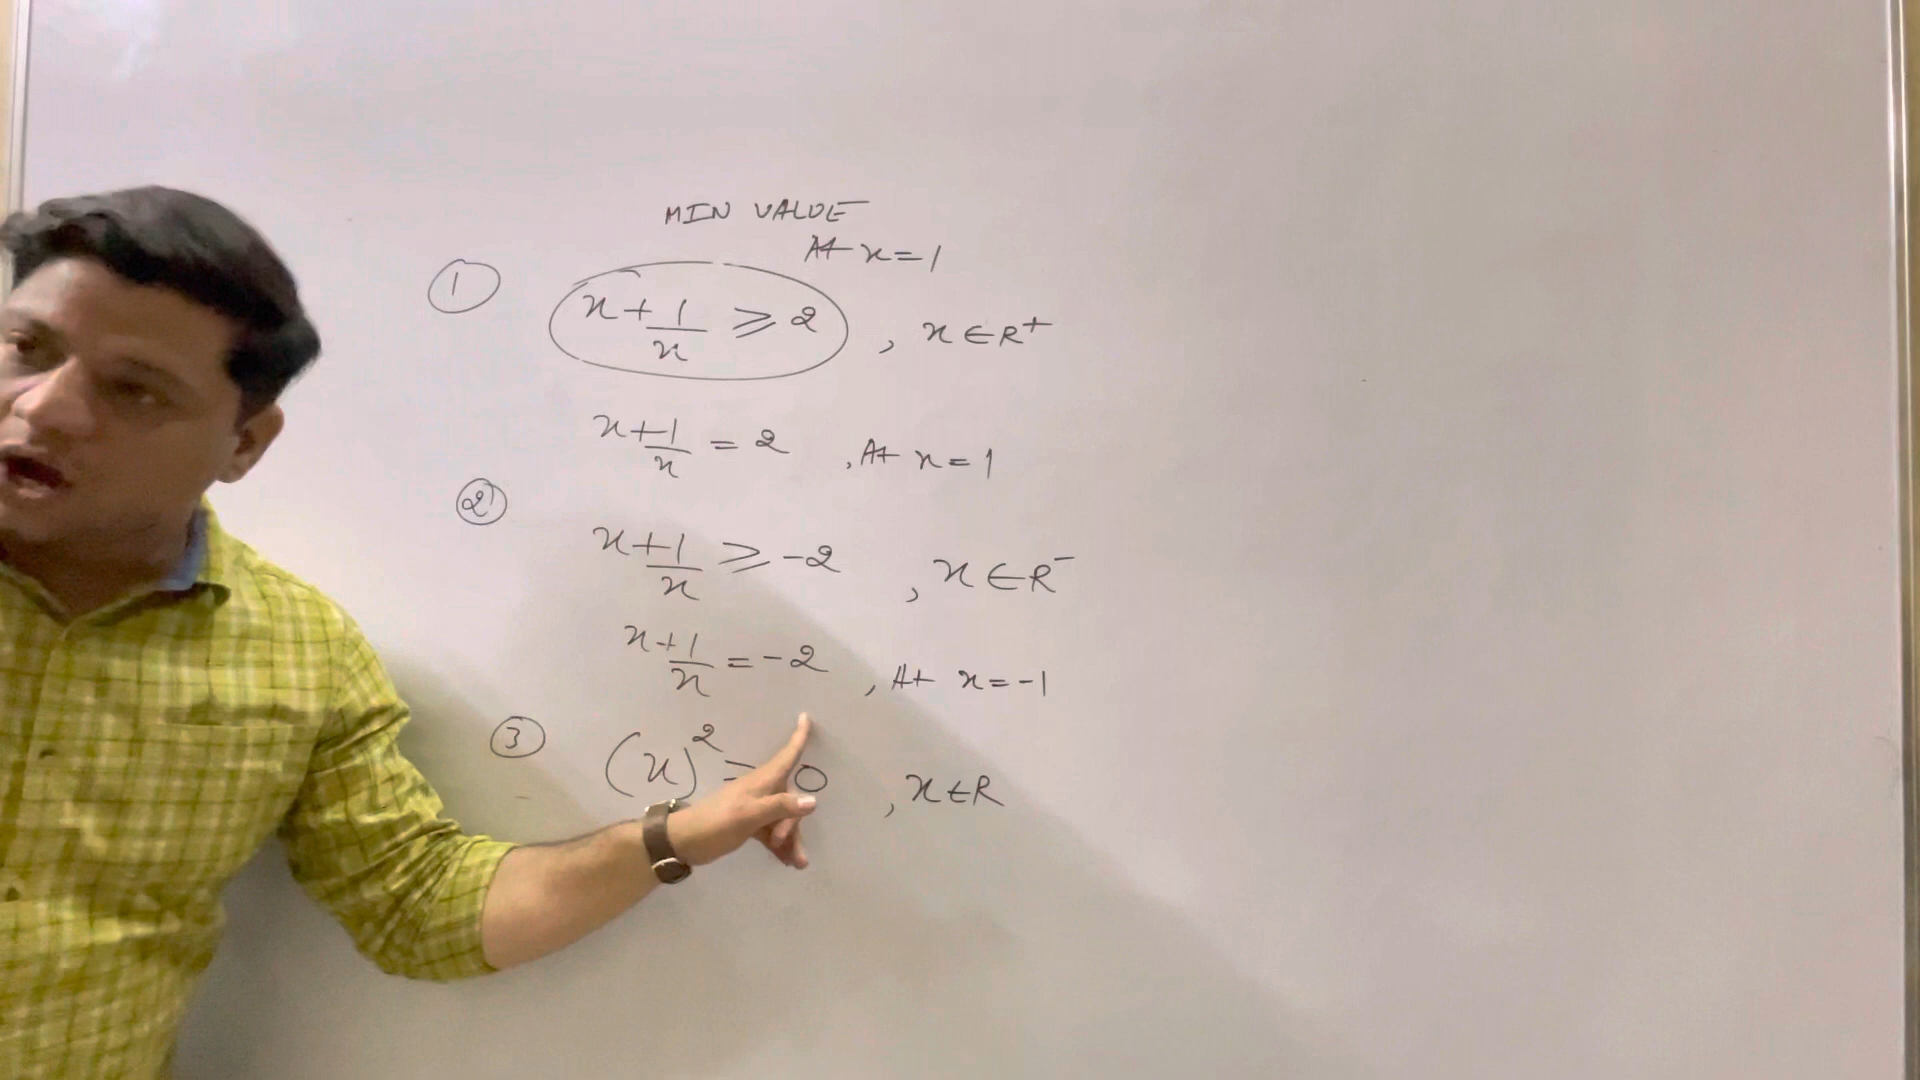 MIN VALUE
At x=1
① x+1/x ⩾ 2 , x∈R⁺
x+1/x = 2 , At x=1
② x+1/x ⩾ -2 , x∈R⁻
x+1/x = -2 , At x=-1
③ (x)² 0 , x∈R